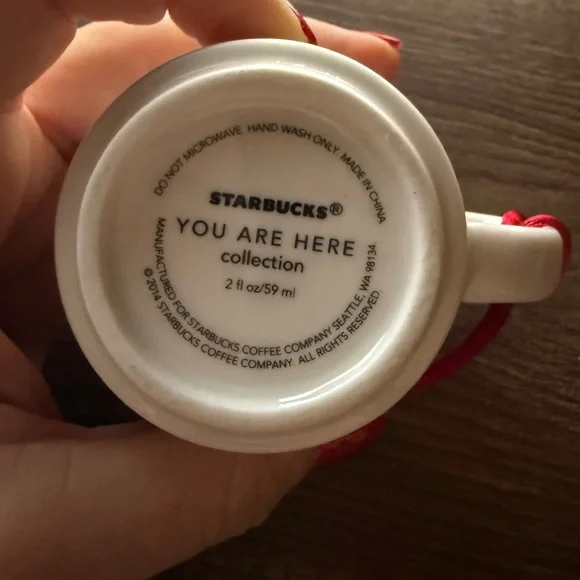 DO NOT MICROWAVE HAND WASH ONLY MADE IN CHINA
STARBUCKS®
YOU ARE HERE
collection
2 fl oz/59 ml
MANUFACTURED FOR STARBUCKS COFFEE COMPANY SEATTLE, WA 98134.
© 2014 STARBUCKS COFFEE COMPANY. ALL RIGHTS RESERVED.